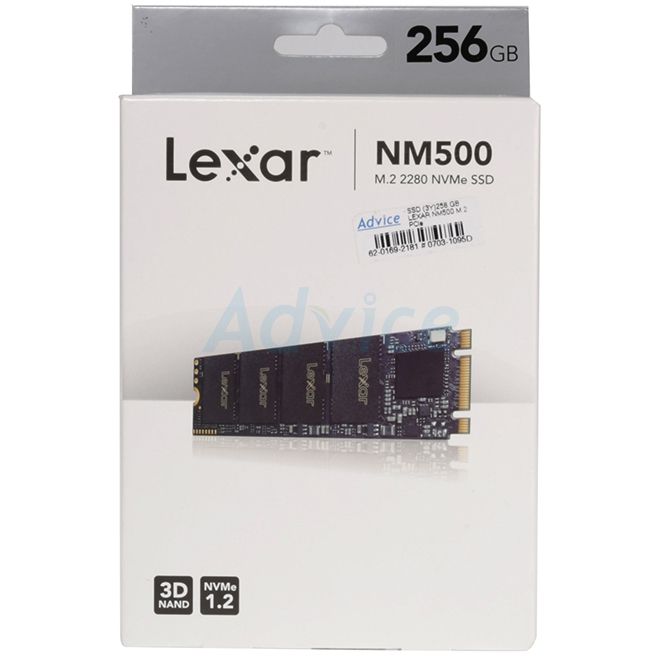 256GB
Lexar™
NM500
M.2 2280 NVMe SSD
Advice
SSD (3Y)256 GB
LEXAR NM500 M.2
PCIe
62-0169-2181 # 0703-1095D
Advice
Lexar
Lexar
Lexar
Lexar
3D
NAND
NVMe
1.2